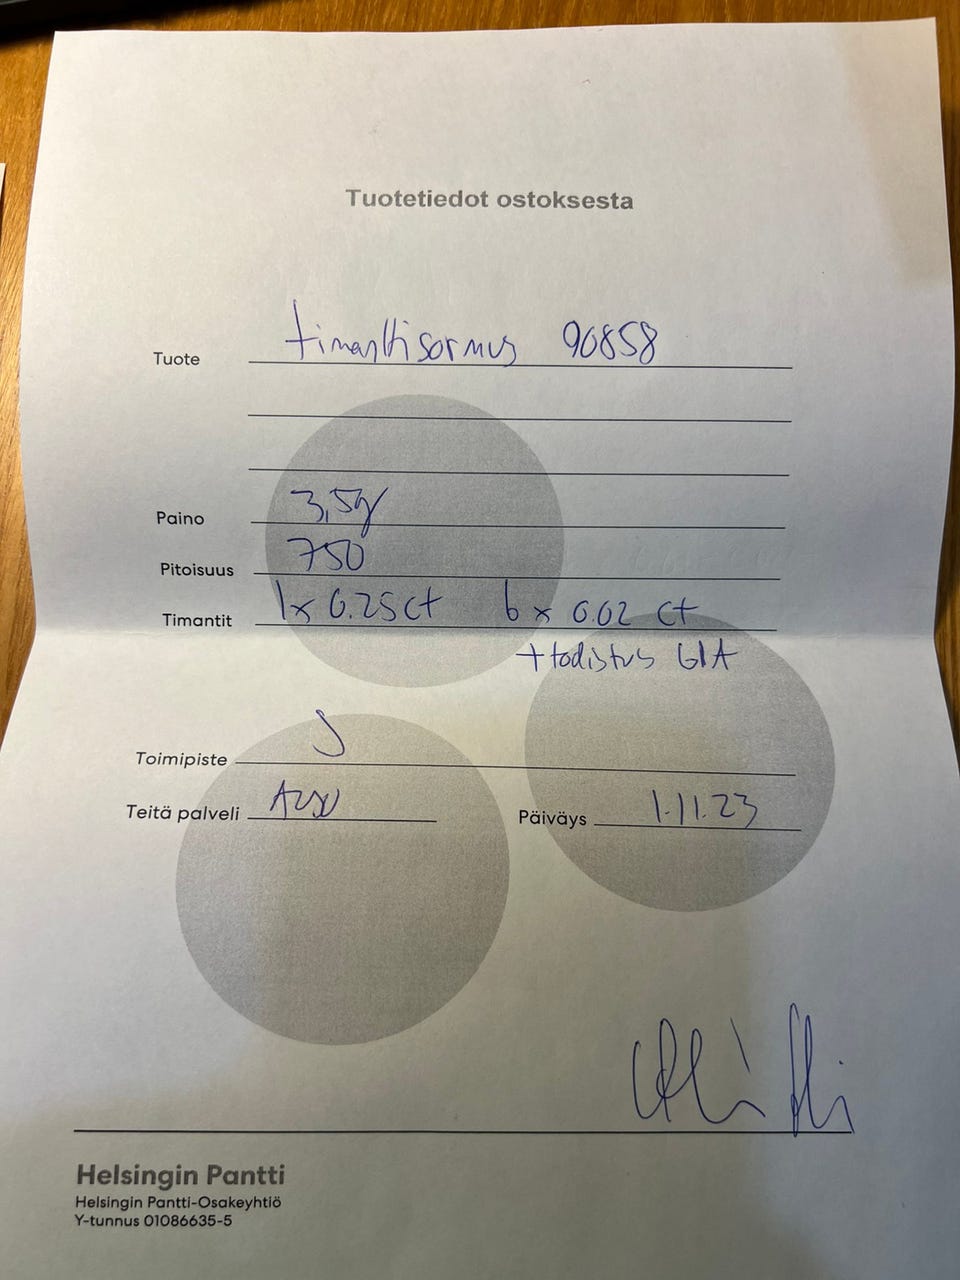 Tuotetiedot ostoksesta
Tuote timanttisormus 90858
Paino 3,5g
Pitoisuus 750
Timantit 1x 0.25ct 6 x 0.02 ct
+ todistus GIA
Toimipiste
Teitä palveli
Päiväys 1.11.23
Helsingin Pantti
Helsingin Pantti-Osakeyhtiö
Y-tunnus 01086635-5